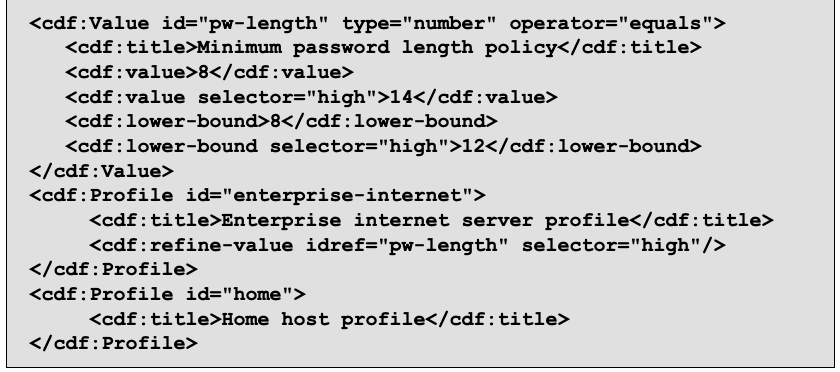 <cdf:Value id="pw-length" type="number" operator="equals">
<cdf:title>Minimum password length policy</cdf:title>
<cdf:value>8</cdf:value>
<cdf:value selector="high">14</cdf:value>
<cdf:lower-bound>8</cdf:lower-bound>
<cdf:lower-bound selector="high">12</cdf:lower-bound>
</cdf:Value>
<cdf:Profile id="enterprise-internet">
<cdf:title>Enterprise internet server profile</cdf:title>
<cdf:refine-value idref="pw-length" selector="high"/>
</cdf:Profile>
<cdf:Profile id="home">
<cdf:title>Home host profile</cdf:title>
</cdf:Profile>